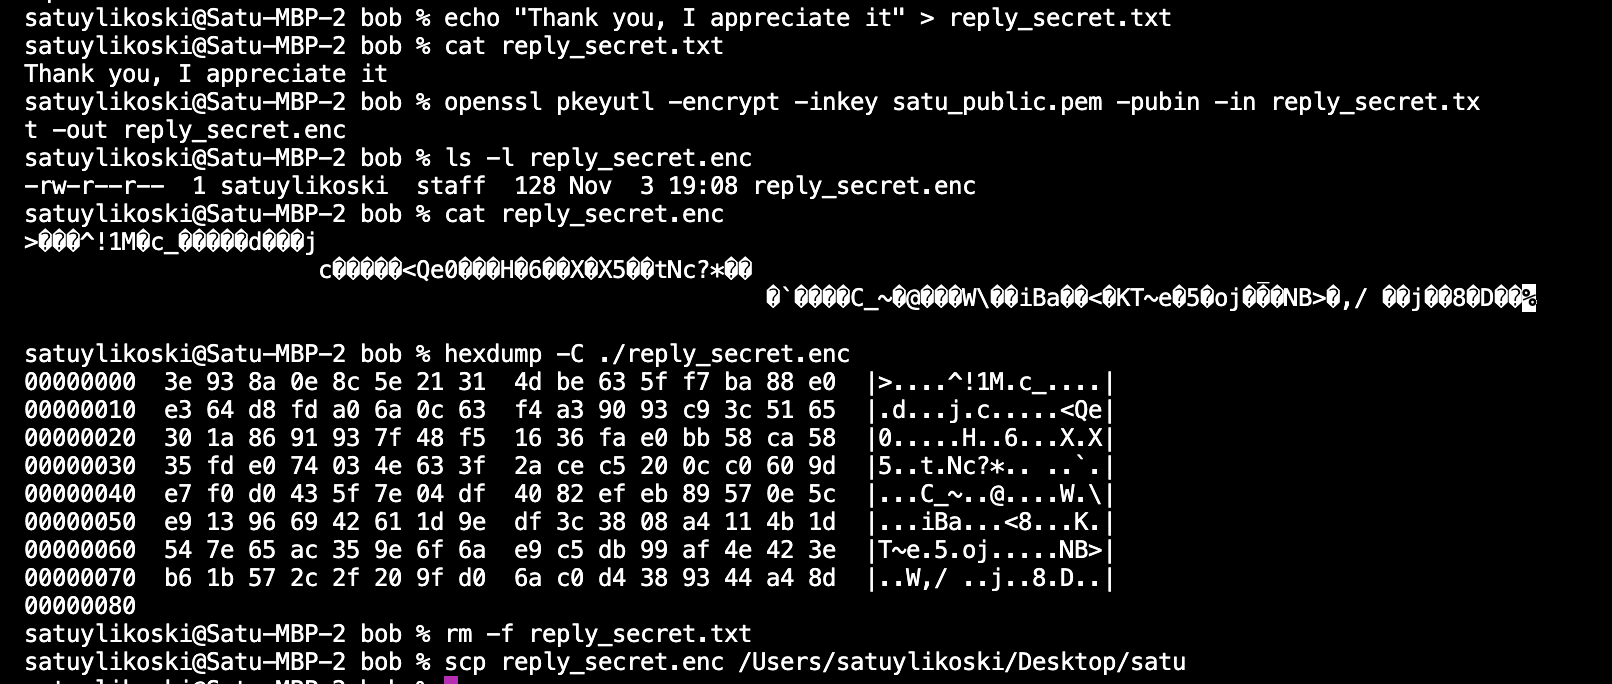 satuylikoski@Satu-MBP-2 bob % echo "Thank you, I appreciate it" > reply_secret.txt
satuylikoski@Satu-MBP-2 bob % cat reply_secret.txt
Thank you, I appreciate it
satuylikoski@Satu-MBP-2 bob % openssl pkeyutl -encrypt -inkey satu_public.pem -pubin -in reply_secret.tx
t -out reply_secret.enc
satuylikoski@Satu-MBP-2 bob % ls -l reply_secret.enc
-rw-r--r--  1 satuylikoski  staff  128 Nov  3 19:08 reply_secret.enc
satuylikoski@Satu-MBP-2 bob % cat reply_secret.enc
>���^!1M�c_�����d���j
c�����<Qe0���H�6��X�X5��tNc?*��
�`����C_~�@���W\��iBa��<�KT~e�5�oj�����NB>�,/ ��j��8�D��%
satuylikoski@Satu-MBP-2 bob % hexdump -C ./reply_secret.enc
00000000  3e 93 8a 0e 8c 5e 21 31  4d be 63 5f f7 ba 88 e0  |>....^!1M.c_....|
00000010  e3 64 d8 fd a0 6a 0c 63  f4 a3 90 93 c9 3c 51 65  |.d...j.c.....<Qe|
00000020  30 1a 86 91 93 7f 48 f5  16 36 fa e0 bb 58 ca 58  |0.....H..6...X.X|
00000030  35 fd e0 74 03 4e 63 3f  2a ce c5 20 0c c0 60 9d  |5..t.Nc?*.. ..`.|
00000040  e7 f0 d0 43 5f 7e 04 df  40 82 ef eb 89 57 0e 5c  |...C_~..@....W.\|
00000050  e9 13 96 69 42 61 1d 9e  df 3c 38 08 a4 11 4b 1d  |...iBa...<8...K.|
00000060  54 7e 65 ac 35 9e 6f 6a  e9 c5 db 99 af 4e 42 3e  |T~e.5.oj.....NB>|
00000070  b6 1b 57 2c 2f 20 9f d0  6a c0 d4 38 93 44 a4 8d  |..W,/ ..j..8.D..|
00000080
satuylikoski@Satu-MBP-2 bob % rm -f reply_secret.txt
satuylikoski@Satu-MBP-2 bob % scp reply_secret.enc /Users/satuylikoski/Desktop/satu